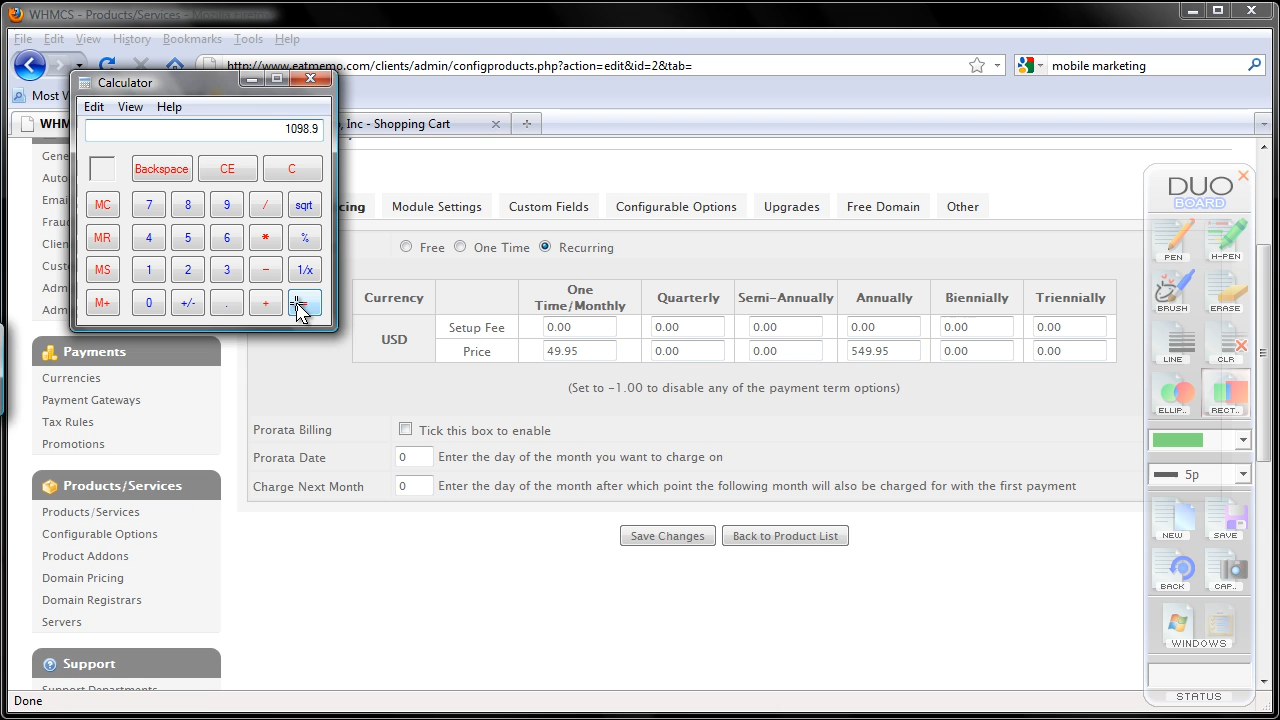 WHMCS - Products/Services - Mozilla Firefox
File Edit View History Bookmarks Tools Help
http://www.eatmemo.com/clients/admin/configproducts.php?action=edit&id=2&tab=
mobile marketing
Most V
WHM
, Inc - Shopping Cart
Calculator
Edit View Help
1098.9
Backspace CE C
MC 7 8 9 / sqrt
MR 4 5 6 * %
MS 1 2 3 - 1/x
M+ 0 +/- . + =
Gene
Auto
Emai
Fraud
Clien
Custo
Adm
Adm
Payments
Currencies
Payment Gateways
Tax Rules
Promotions
Products/Services
Products/Services
Configurable Options
Product Addons
Domain Pricing
Domain Registrars
Servers
Support
Support Departments
cing Module Settings Custom Fields Configurable Options Upgrades Free Domain Other
Free One Time Recurring
Currency One Time/Monthly Quarterly Semi-Annually Annually Biennially Triennially
USD
Setup Fee 0.00 0.00 0.00 0.00 0.00 0.00
Price 49.95 0.00 0.00 549.95 0.00 0.00
(Set to -1.00 to disable any of the payment term options)
Prorata Billing Tick this box to enable
Prorata Date 0 Enter the day of the month you want to charge on
Charge Next Month 0 Enter the day of the month after which point the following month will also be charged for with the first payment
Save Changes Back to Product List
DUO
BOARD
PEN H-PEN
BRUSH ERASE
LINE CLR
ELLIP.. RECT..
5p
NEW SAVE
BACK CAP..
WINDOWS
STATUS
Done